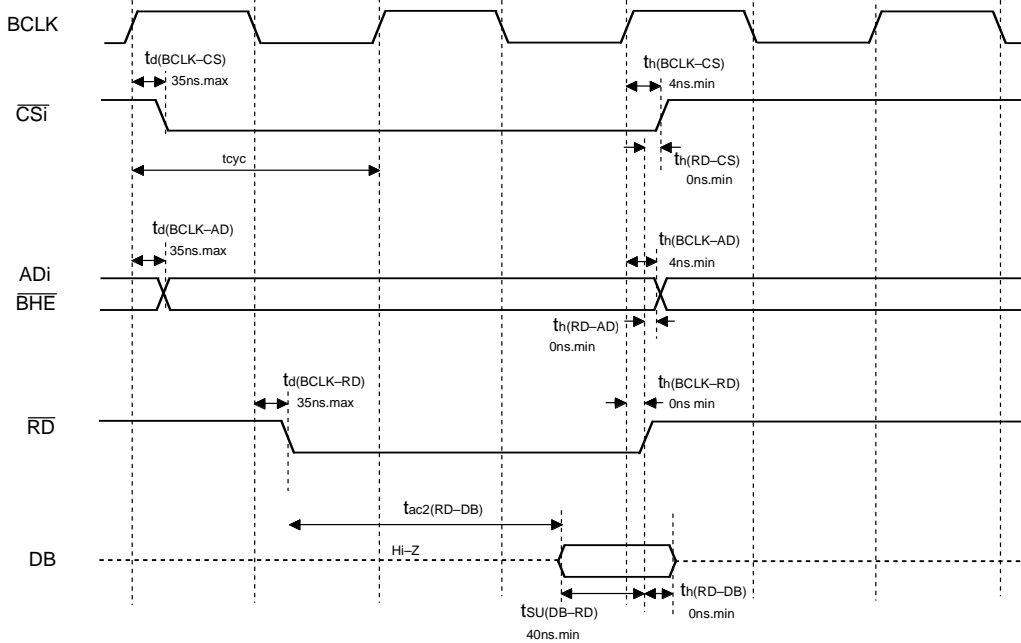 BCLK
td(BCLK–CS)
35ns.max
th(BCLK–CS)
4ns.min
CSi
tcyc
th(RD–CS)
0ns.min
td(BCLK–AD)
35ns.max
th(BCLK–AD)
4ns.min
ADi
BHE
th(RD–AD)
0ns.min
td(BCLK–RD)
35ns.max
th(BCLK–RD)
0ns min
RD
tac2(RD–DB)
Hi–Z
DB
tSU(DB–RD)
40ns.min
th(RD–DB)
0ns.min